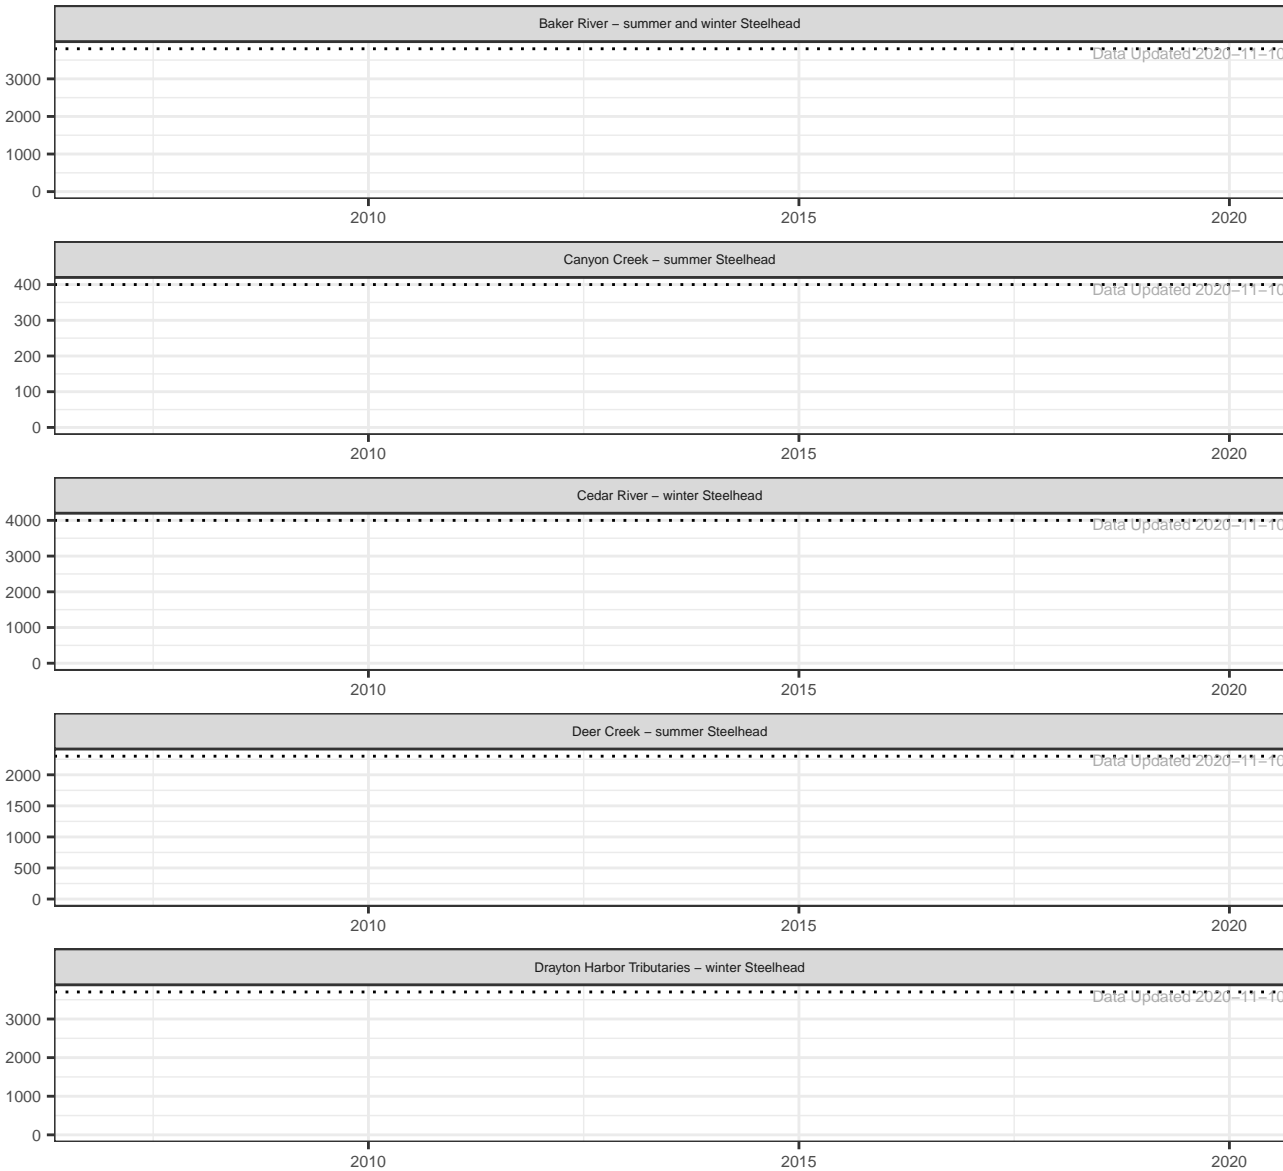 Baker River – summer and winter Steelhead
Data Updated 2020–11–10
3000
2000
1000
0
2010 2015 2020
Canyon Creek – summer Steelhead
400
Data Updated 2020–11–10
300
200
100
0
2010 2015 2020
Cedar River – winter Steelhead
4000
Data Updated 2020–11–10
3000
2000
1000
0
2010 2015 2020
Deer Creek – summer Steelhead
Data Updated 2020–11–10
2000
1500
1000
500
0
2010 2015 2020
Drayton Harbor Tributaries – winter Steelhead
Data Updated 2020–11–10
3000
2000
1000
0
2010 2015 2020